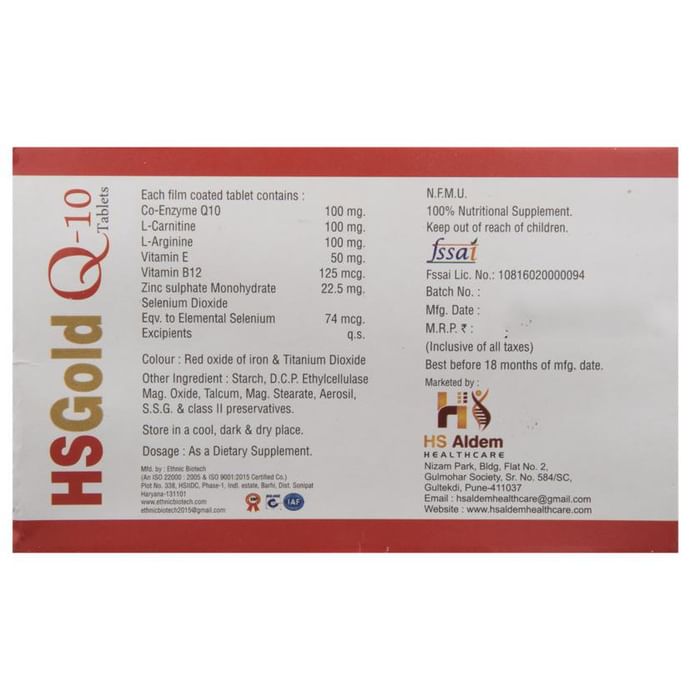 HSGold Q-10
Tablets
Each film coated tablet contains :
Co-Enzyme Q10 100 mg.
L-Carnitine 100 mg.
L-Arginine 100 mg.
Vitamin E 50 mg.
Vitamin B12 125 mcg.
Zinc sulphate Monohydrate 22.5 mg.
Selenium Dioxide
Eqv. to Elemental Selenium 74 mcg.
Excipients q.s.
Colour : Red oxide of iron & Titanium Dioxide
Other Ingredient : Starch, D.C.P. Ethylcellulase
Mag. Oxide, Talcum, Mag. Stearate, Aerosil,
S.S.G. & class II preservatives.
Store in a cool, dark & dry place.
Dosage : As a Dietary Supplement.
Mfd. by : Ethnic Biotech
(An ISO 22000 : 2005 & ISO 9001:2015 Certified Co.)
Plot No. 338, HSIIDC, Phase-1, Indl. estate, Barhi, Dist. Sonipat
Haryana-131101
www.ethnicbiotech.com
ethnicbiotech2015@gmail.com
IAF
N.F.M.U.
100% Nutritional Supplement.
Keep out of reach of children.
fssai
Fssai Lic. No.: 10816020000094
Batch No. :
Mfg. Date :
M.R.P. ₹ :
(Inclusive of all taxes)
Best before 18 months of mfg. date.
Marketed by :
HS Aldem
HEALTHCARE
Nizam Park, Bldg, Flat No. 2,
Gulmohar Society, Sr. No. 584/SC,
Gultekdi, Pune-411037
Email : hsaldemhealthcare@gmail.com
Website : www.hsaldemhealthcare.com